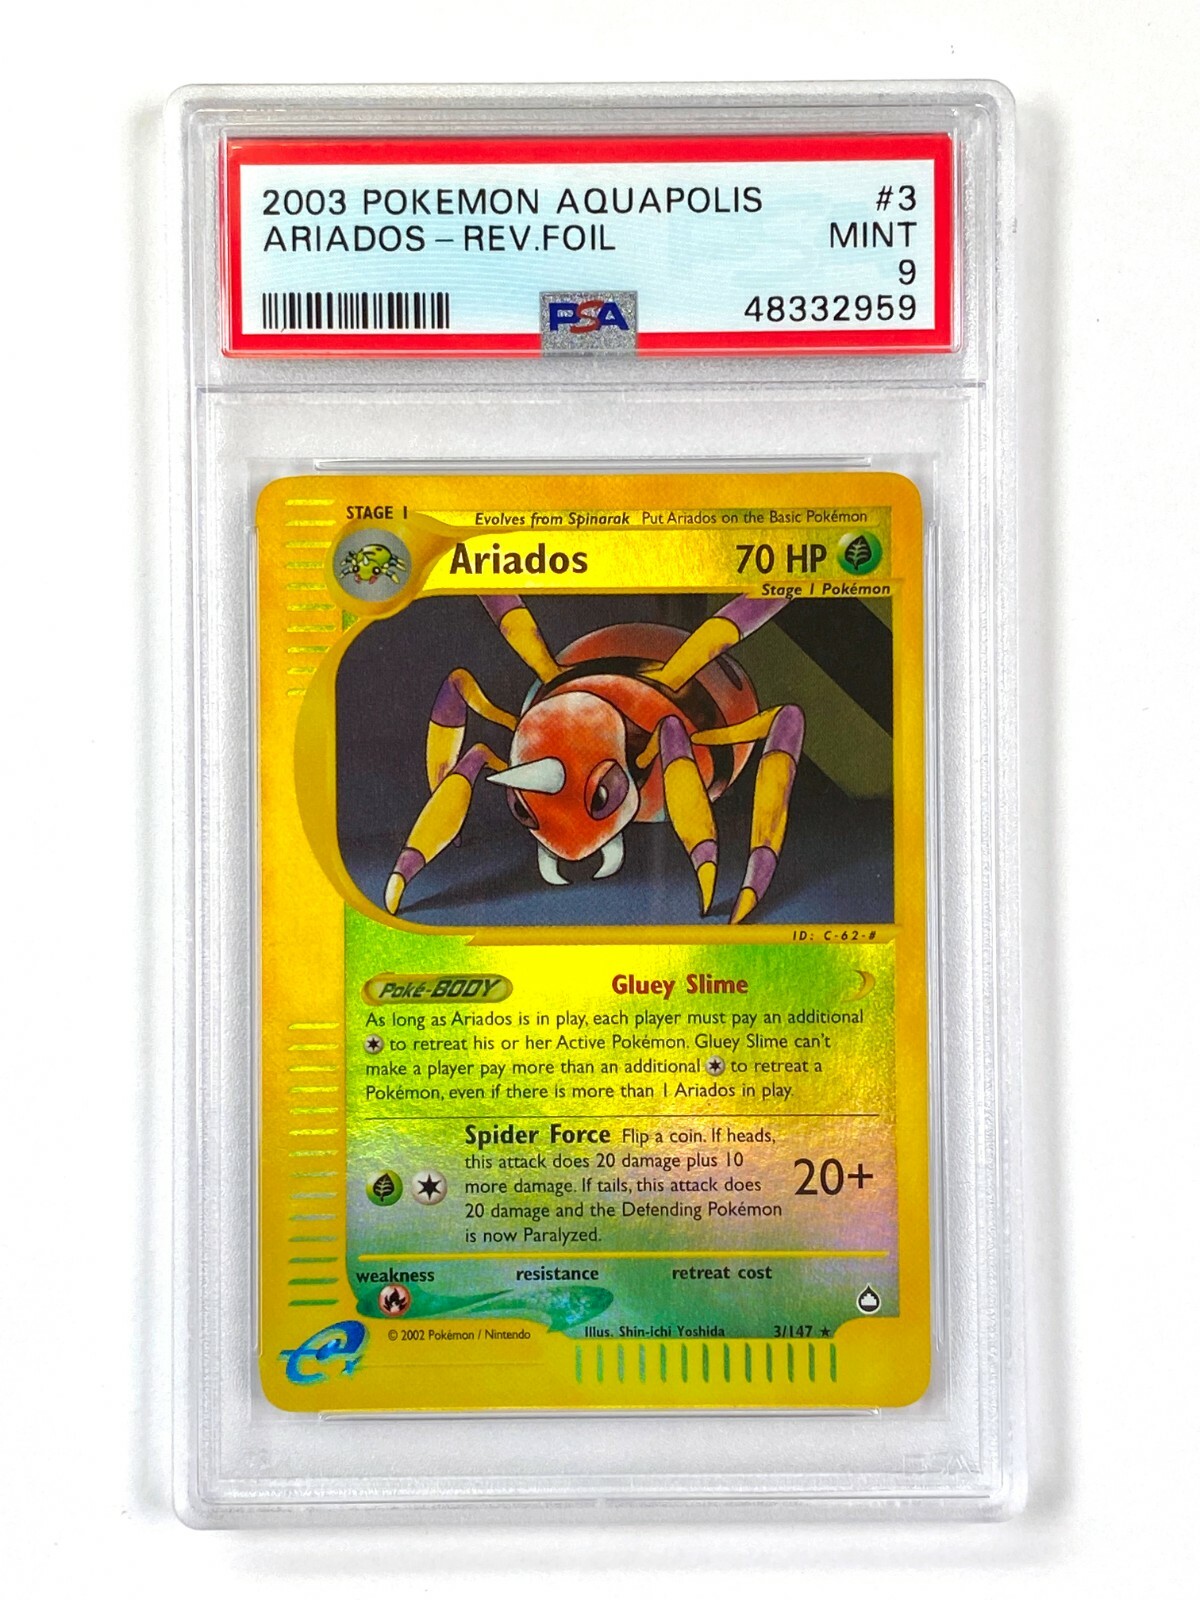 2003 POKEMON AQUAPOLIS #3
ARIADOS - REV.FOIL MINT
9
PSA 48332959
STAGE 1
Evolves from Spinarak Put Ariados on the Basic Pokémon
Ariados 70 HP
Stage 1 Pokémon
ID: C-62-#
Poké-BODY Gluey Slime
As long as Ariados is in play, each player must pay an additional
to retreat his or her Active Pokémon. Gluey Slime can't
make a player pay more than an additional to retreat a
Pokémon, even if there is more than 1 Ariados in play.
Spider Force Flip a coin. If heads,
this attack does 20 damage plus 10
more damage. If tails, this attack does
20 damage and the Defending Pokémon
is now Paralyzed.
20+
weakness resistance retreat cost
© 2002 Pokémon / Nintendo Illus. Shin-ichi Yoshida 3/147 ★
e
PSA